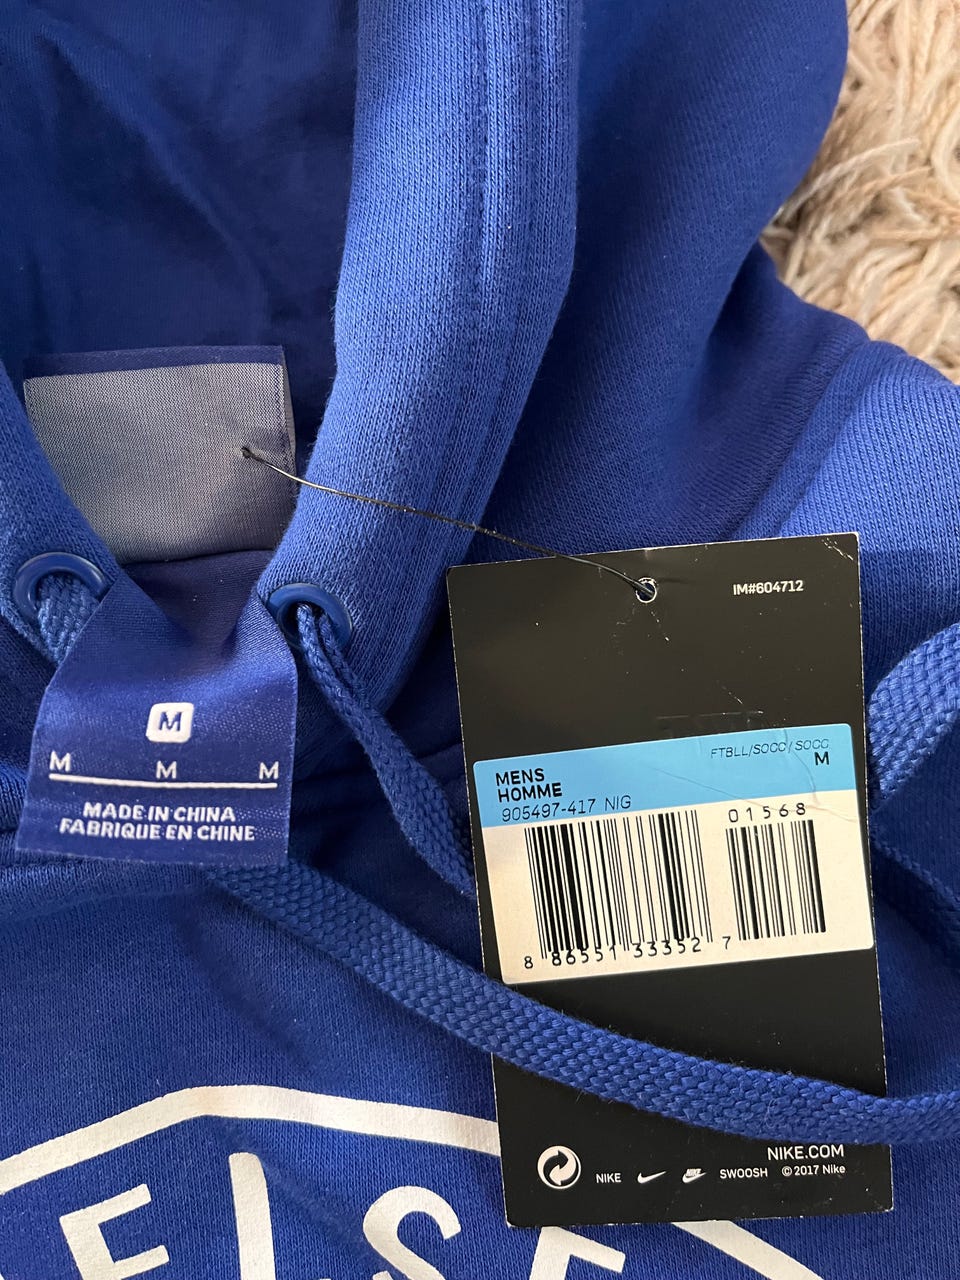 M
M M M
MADE IN CHINA
FABRIQUE EN CHINE
IM#604712
FTBLL/SOCC/SOCC
M
MENS
HOMME
905497-417 NIG
01568
8 86551 33352 7
NIKE.COM
NIKE SWOOSH © 2017 Nike
ELSE